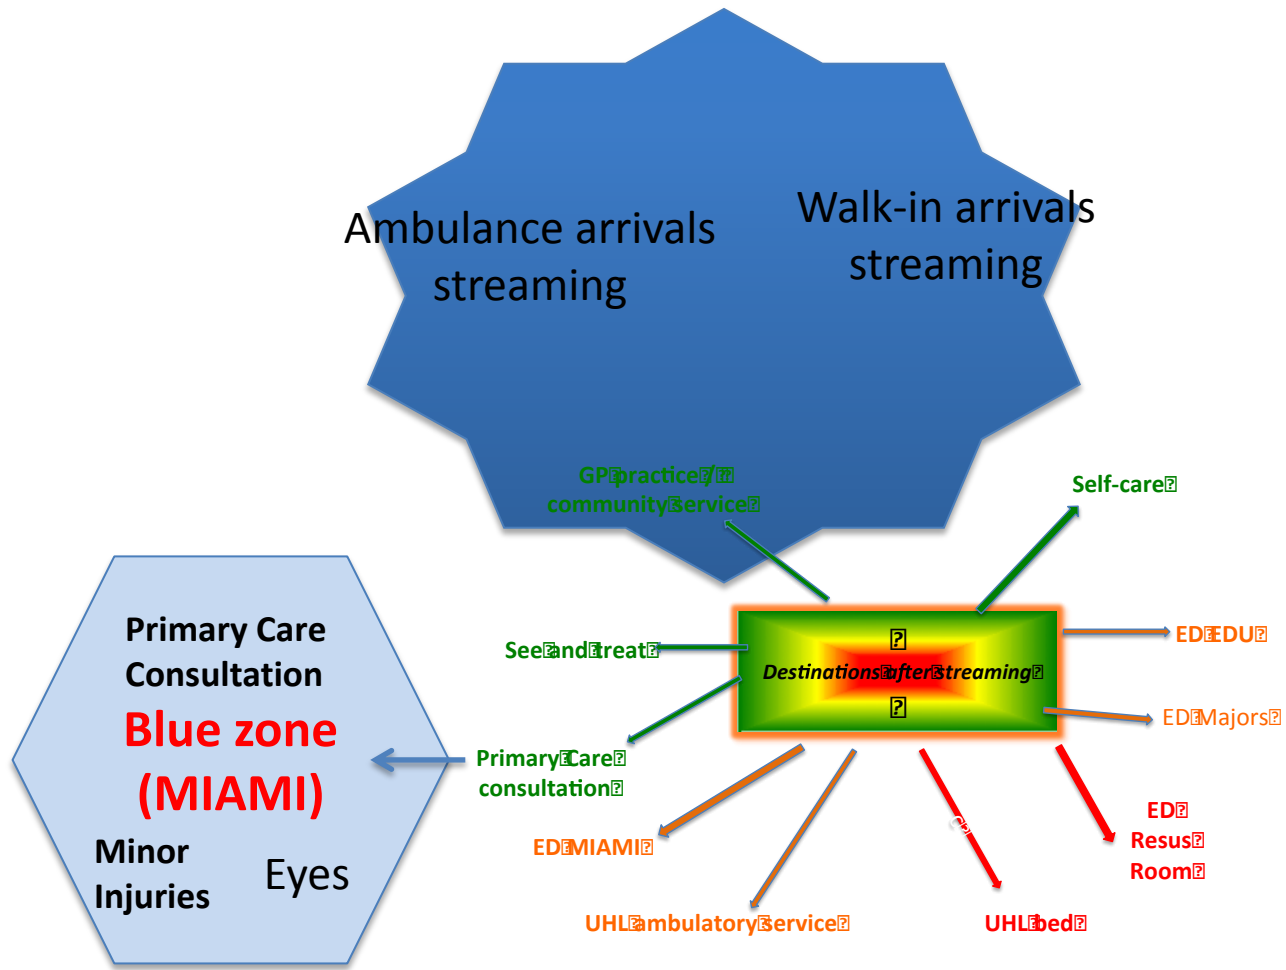 Ambulance arrivals
streaming
Walk-in arrivals
streaming
GP practice /
community service
Self-care
See and treat
Destinations after streaming
ED EDU
ED Majors
Primary Care
consultation
ED MIAMI
UHL ambulatory service
UHL bed
ED
Resus
Room
Primary Care
Consultation
Blue zone
(MIAMI)
Minor
Injuries
Eyes